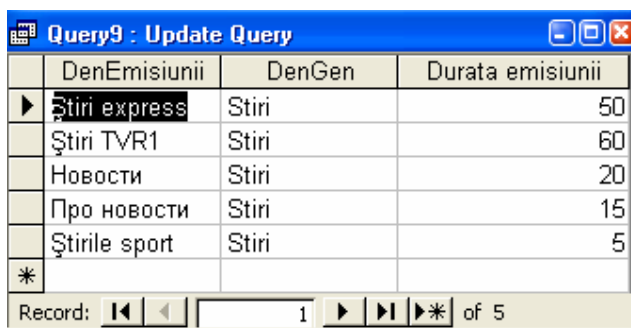 Query9 : Update Query
DenEmisiunii DenGen Durata emisiunii
Ştiri express Stiri 50
Ştiri TVR1 Stiri 60
Новости Stiri 20
Про новости Stiri 15
Ştirile sport Stiri 5
Record: 1 of 5